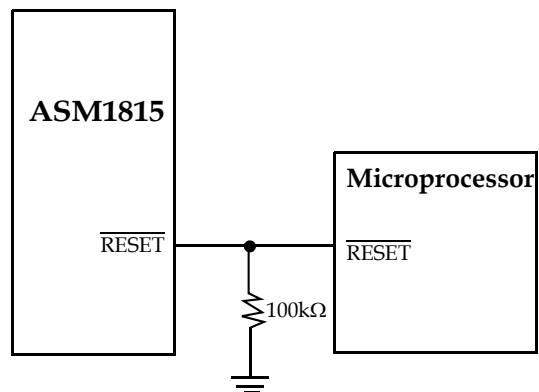 ASM1815
Microprocessor
RESET
RESET
100kΩ